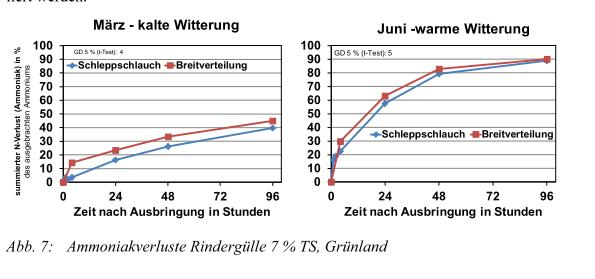 März - kalte Witterung
GD 5 % (t-Test): 4
Schleppschlauch Breitverteilung
summierter N-Verlust (Ammoniak) in %
des ausgebrachten Ammoniums
100
90
80
70
60
50
40
30
20
10
0
0 24 48 72 96
Zeit nach Ausbringung in Stunden
Juni -warme Witterung
GD 5 % (t-Test): 5
Schleppschlauch Breitverteilung
100
90
80
70
60
50
40
30
20
10
0
0 24 48 72 96
Zeit nach Ausbringung in Stunden
Abb. 7: Ammoniakverluste Rindergülle 7 % TS, Grünland